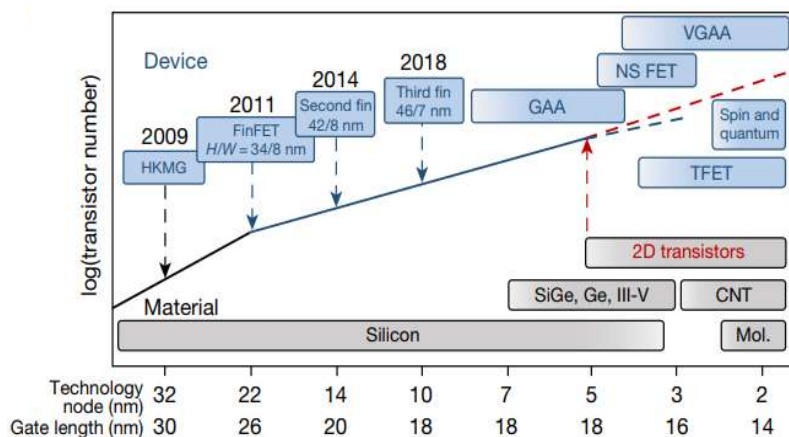 log(transistor number)
Device
2009
HKMG
2011
FinFET
H/W = 34/8 nm
2014
Second fin
42/8 nm
2018
Third fin
46/7 nm
GAA
NS FET
VGAA
Spin and
quantum
TFET
2D transistors
SiGe, Ge, III-V
CNT
Material
Silicon
Mol.
Technology
node (nm) 32 22 14 10 7 5 3 2
Gate length (nm) 30 26 20 18 18 18 16 14